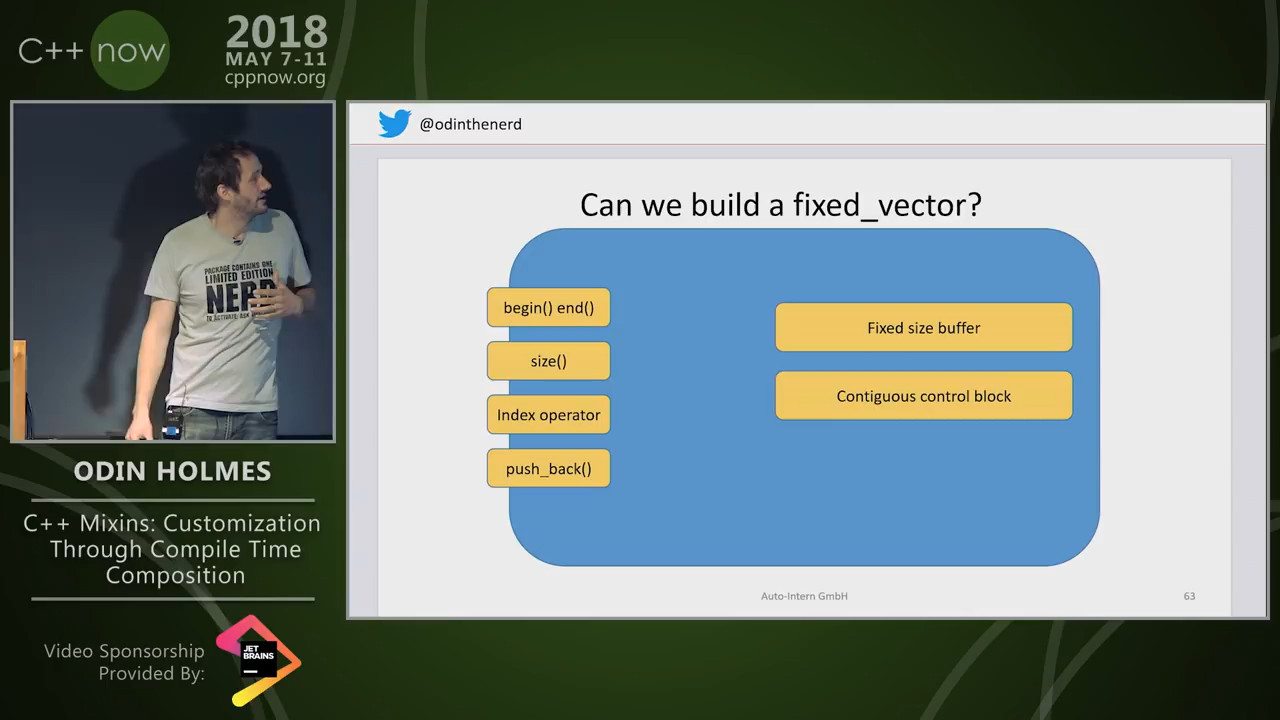 C++ now
2018
MAY 7-11
cppnow.org
@odinthenerd
Can we build a fixed_vector?
begin() end()
size()
Index operator
push_back()
Fixed size buffer
Contiguous control block
Auto-Intern GmbH
63
PACKAGE CONTAINS ONE
LIMITED EDITION
NERD
ODIN HOLMES
C++ Mixins: Customization
Through Compile Time
Composition
Video Sponsorship
Provided By:
JET
BRAINS